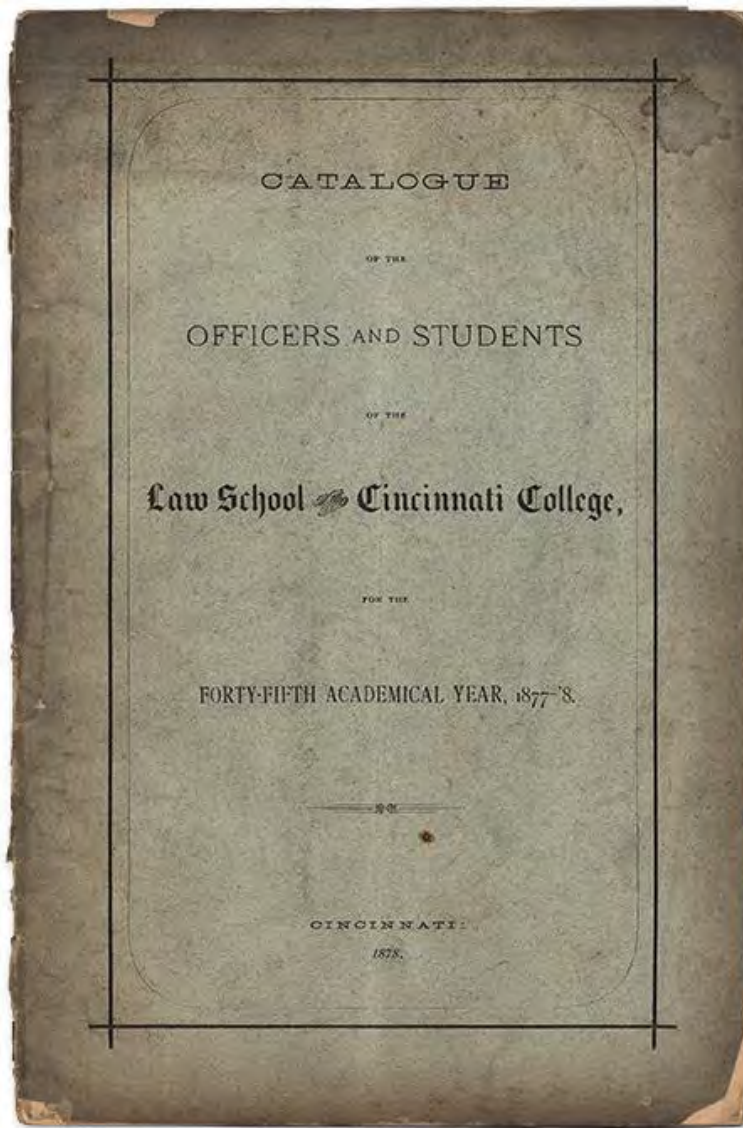 CATALOGUE
OF THE
OFFICERS AND STUDENTS
OF THE
Law School of the Cincinnati College,
FOR THE
FORTY-FIFTH ACADEMICAL YEAR, 1877-'8.
CINCINNATI:
1878.